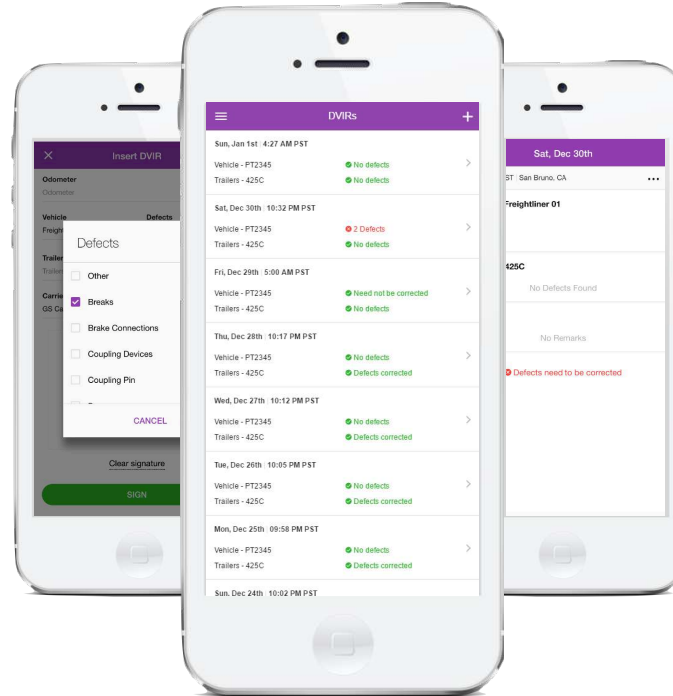 Insert DVIR
Odometer
Odometer
Vehicle Defects
Defects
Other
Breaks
Brake Connections
Coupling Devices
Coupling Pin
CANCEL
Clear signature
SIGN
DVIRs
Sun, Jan 1st 4:27 AM PST
Vehicle - PT2345 No defects
Trailers - 425C No defects
Sat, Dec 30th 10:32 PM PST
Vehicle - PT2345 2 Defects
Trailers - 425C No defects
Fri, Dec 29th 5:00 AM PST
Vehicle - PT2345 Need not be corrected
Trailers - 425C No defects
Thu, Dec 28th 10:17 PM PST
Vehicle - PT2345 No defects
Trailers - 425C Defects corrected
Wed, Dec 27th 10:12 PM PST
Vehicle - PT2345 No defects
Trailers - 425C Defects corrected
Tue, Dec 26th 10:05 PM PST
Vehicle - PT2345 No defects
Trailers - 425C Defects corrected
Mon, Dec 25th 09:58 PM PST
Vehicle - PT2345 No defects
Trailers - 425C Defects corrected
Sun, Dec 24th 10:02 PM PST
Sat, Dec 30th
ST San Bruno, CA
Freightliner 01
425C
No Defects Found
No Remarks
Defects need to be corrected